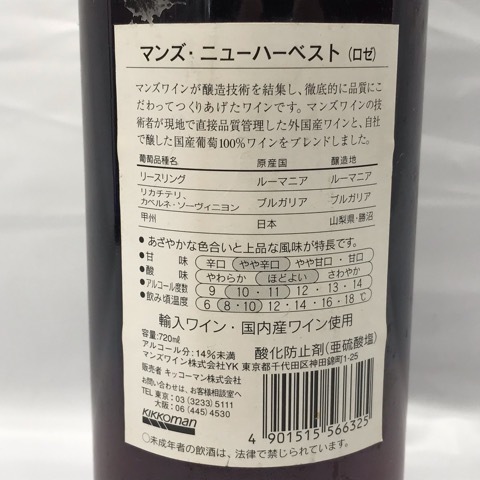 マンズ・ニューハーベスト (ロゼ)
マンズワインが醸造技術を結集し、徹底的に品質にこ
だわってつくりあげたワインです。マンズワインの技
術者が現地で直接品質管理した外国産ワインと、自社
で醸した国産葡萄100%ワインをブレンドしました。
葡萄品種名 原産国 醸造地
リースリング ルーマニア ルーマニア
リカチテリ、
カベルネ・ソーヴィニヨン ブルガリア ブルガリア
甲州 日本 山梨県・勝沼
●あざやかな色合いと上品な風味が特長です。
●甘味 辛口・やや辛口・やや甘口・甘口
●酸味 やわらか・ほどよい・さわやか
●アルコール度数 9・10・11・12・13・14
●飲み頃温度 6・8・10・12・14・16・18℃
輸入ワイン・国内産ワイン使用
容量:720ml
アルコール分:14%未満 酸化防止剤(亜硫酸塩)
マンズワイン株式会社YK 東京都千代田区神田錦町1-25
販売者 キッコーマン株式会社
お問い合わせは、お客様相談室へ
TEL 東京:03(3233)5111
大阪:06(445)4530
KIKKOMAN
4 901515 566325
○未成年者の飲酒は、法律で禁じられています。